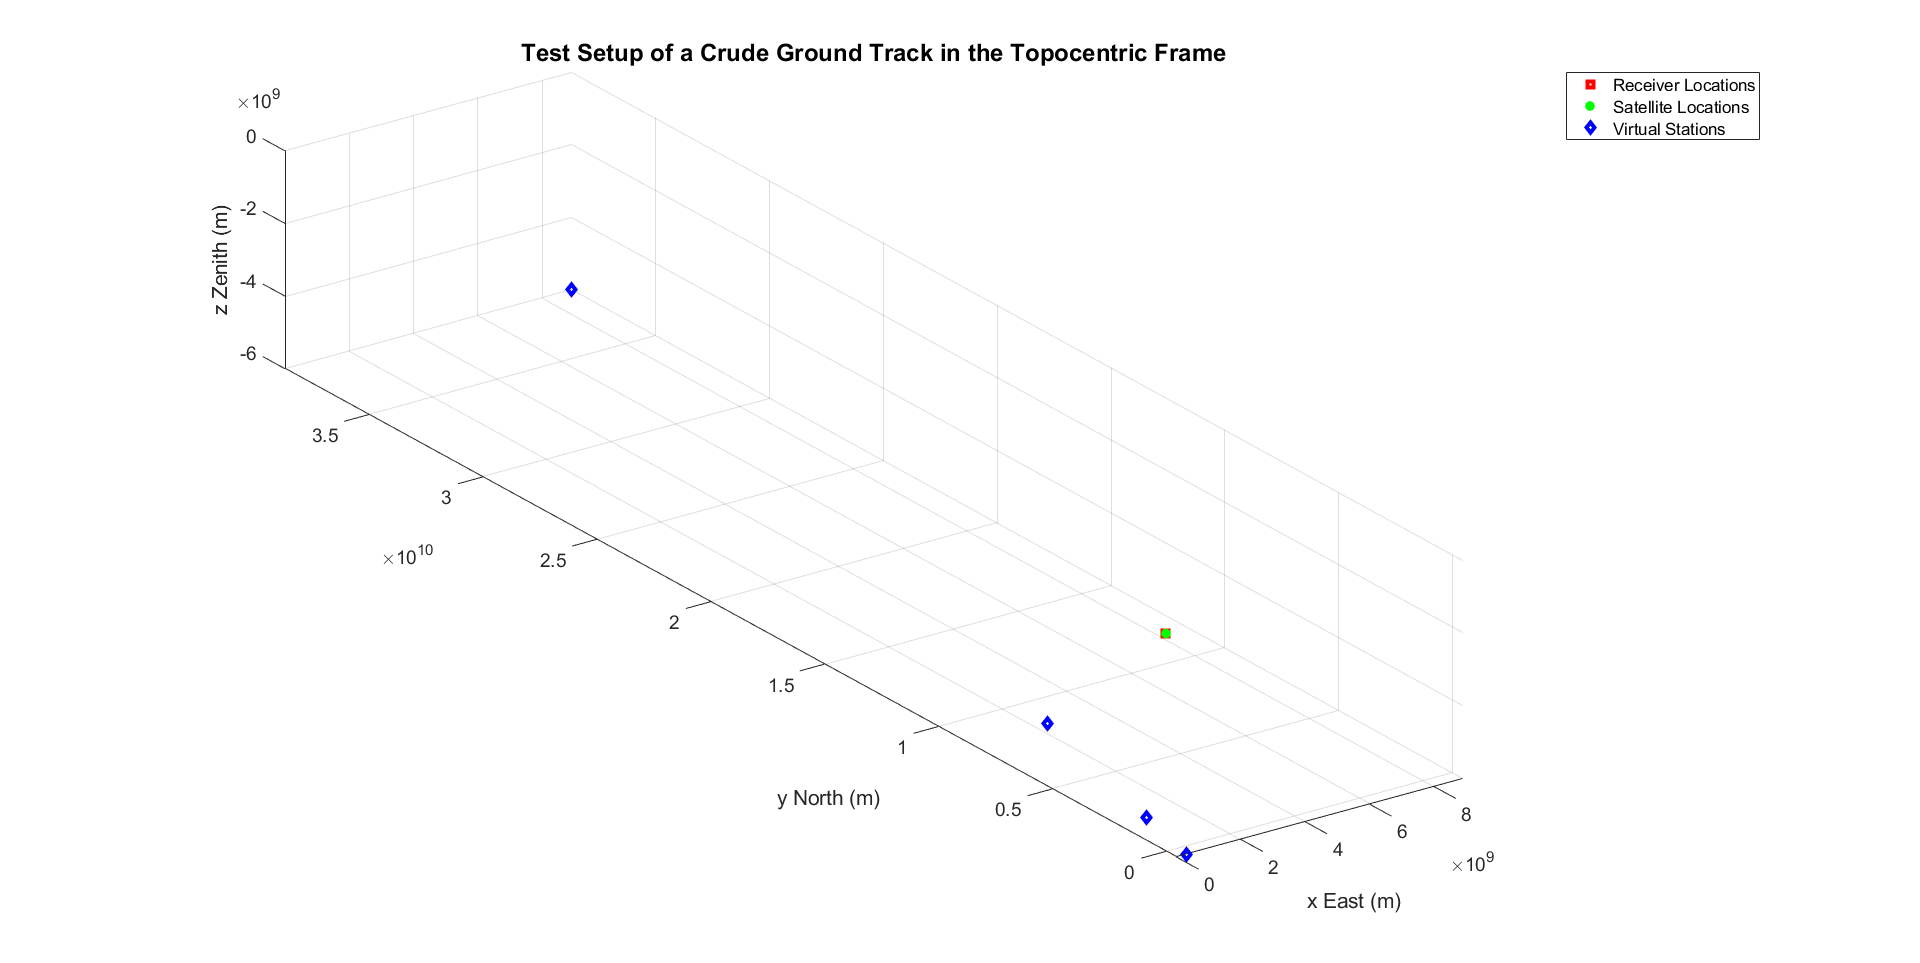 Test Setup of a Crude Ground Track in the Topocentric Frame
Receiver Locations
Satellite Locations
Virtual Stations
×10^9
0
-2
-4
-6
z Zenith (m)
3.5
3
2.5
2
1.5
1
0.5
0
×10^10
y North (m)
0
2
4
6
8
×10^9
x East (m)